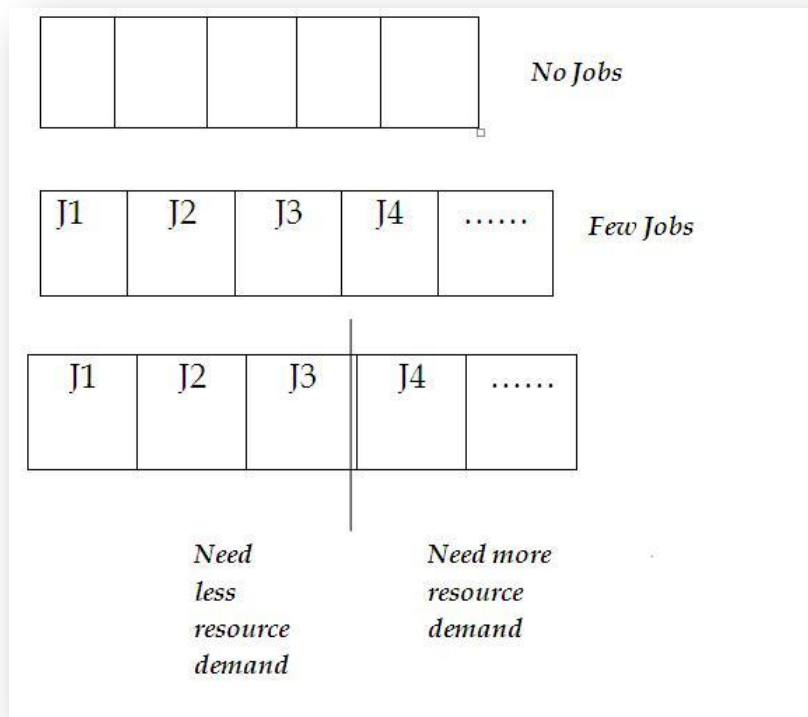 No Jobs
J1 J2 J3 J4 ......
Few Jobs
J1 J2 J3 J4 ......
Need
less
resource
demand
Need more
resource
demand